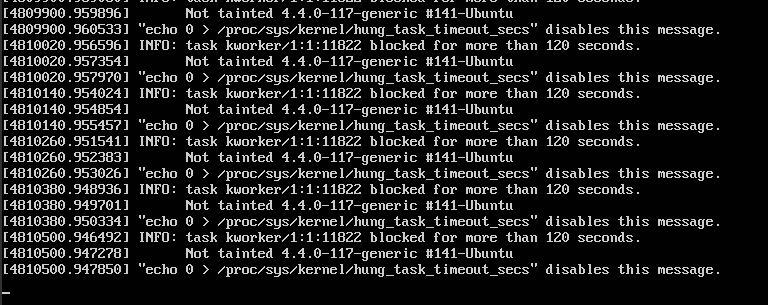 [4809900.959896]       Not tainted 4.4.0-117-generic #141-Ubuntu
[4809900.960533] "echo 0 > /proc/sys/kernel/hung_task_timeout_secs" disables this message.
[4810020.956596] INFO: task kworker/1:1:11822 blocked for more than 120 seconds.
[4810020.957354]       Not tainted 4.4.0-117-generic #141-Ubuntu
[4810020.957970] "echo 0 > /proc/sys/kernel/hung_task_timeout_secs" disables this message.
[4810140.954024] INFO: task kworker/1:1:11822 blocked for more than 120 seconds.
[4810140.954854]       Not tainted 4.4.0-117-generic #141-Ubuntu
[4810140.955457] "echo 0 > /proc/sys/kernel/hung_task_timeout_secs" disables this message.
[4810260.951541] INFO: task kworker/1:1:11822 blocked for more than 120 seconds.
[4810260.952383]       Not tainted 4.4.0-117-generic #141-Ubuntu
[4810260.953026] "echo 0 > /proc/sys/kernel/hung_task_timeout_secs" disables this message.
[4810380.948936] INFO: task kworker/1:1:11822 blocked for more than 120 seconds.
[4810380.949701]       Not tainted 4.4.0-117-generic #141-Ubuntu
[4810380.950334] "echo 0 > /proc/sys/kernel/hung_task_timeout_secs" disables this message.
[4810500.946492] INFO: task kworker/1:1:11822 blocked for more than 120 seconds.
[4810500.947278]       Not tainted 4.4.0-117-generic #141-Ubuntu
[4810500.947850] "echo 0 > /proc/sys/kernel/hung_task_timeout_secs" disables this message.